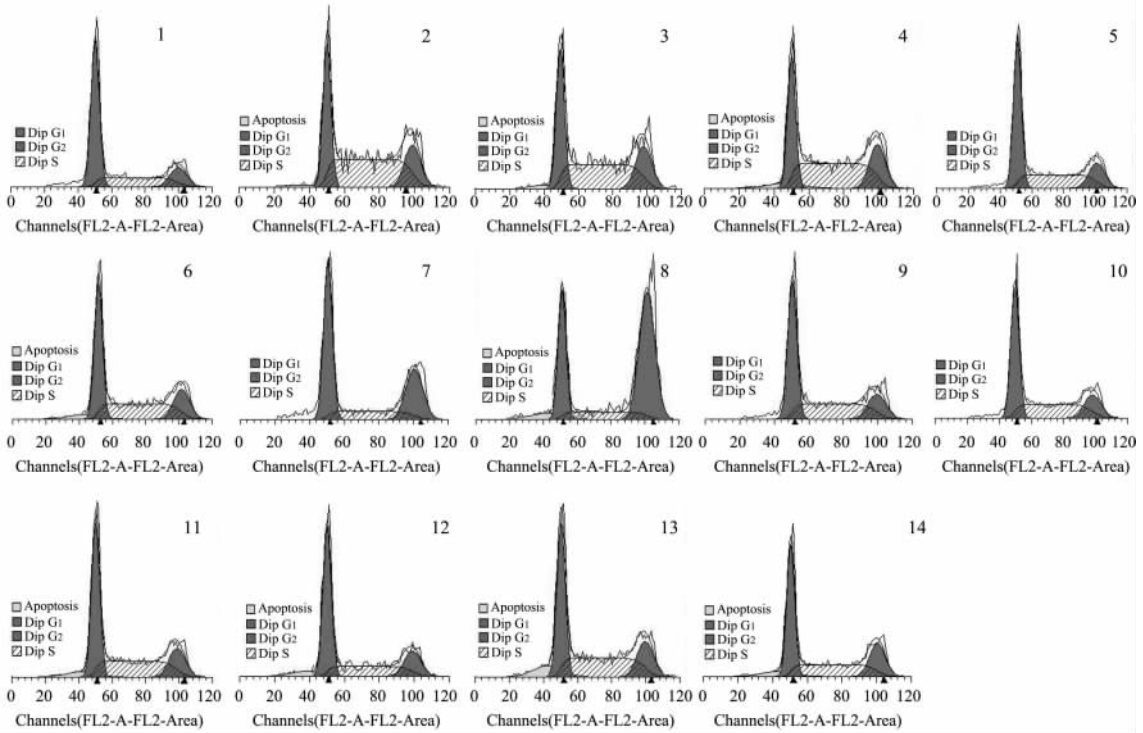 1
Dip G1
Dip G2
Dip S
0 20 40 60 80 100 120
Channels(FL2-A-FL2-Area)
2
Apoptosis
Dip G1
Dip G2
Dip S
0 20 40 60 80 100 120
Channels(FL2-A-FL2-Area)
3
Apoptosis
Dip G1
Dip G2
Dip S
0 20 40 60 80 100 120
Channels(FL2-A-FL2-Area)
4
Apoptosis
Dip G1
Dip G2
Dip S
0 20 40 60 80 100 120
Channels(FL2-A-FL2-Area)
5
Dip G1
Dip G2
Dip S
0 20 40 60 80 100 120
Channels(FL2-A-FL2-Area)
6
Apoptosis
Dip G1
Dip G2
Dip S
0 20 40 60 80 100 120
Channels(FL2-A-FL2-Area)
7
Dip G1
Dip G2
Dip S
0 20 40 60 80 100 120
Channels(FL2-A-FL2-Area)
8
Apoptosis
Dip G1
Dip G2
Dip S
0 20 40 60 80 100 120
Channels(FL2-A-FL2-Area)
9
Dip G1
Dip G2
Dip S
0 20 40 60 80 100 120
Channels(FL2-A-FL2-Area)
10
Dip G1
Dip G2
Dip S
0 20 40 60 80 100 120
Channels(FL2-A-FL2-Area)
11
Apoptosis
Dip G1
Dip G2
Dip S
0 20 40 60 80 100 120
Channels(FL2-A-FL2-Area)
12
Apoptosis
Dip G1
Dip G2
Dip S
0 20 40 60 80 100 120
Channels(FL2-A-FL2-Area)
13
Apoptosis
Dip G1
Dip G2
Dip S
0 20 40 60 80 100 120
Channels(FL2-A-FL2-Area)
14
Apoptosis
Dip G1
Dip G2
Dip S
0 20 40 60 80 100 120
Channels(FL2-A-FL2-Area)